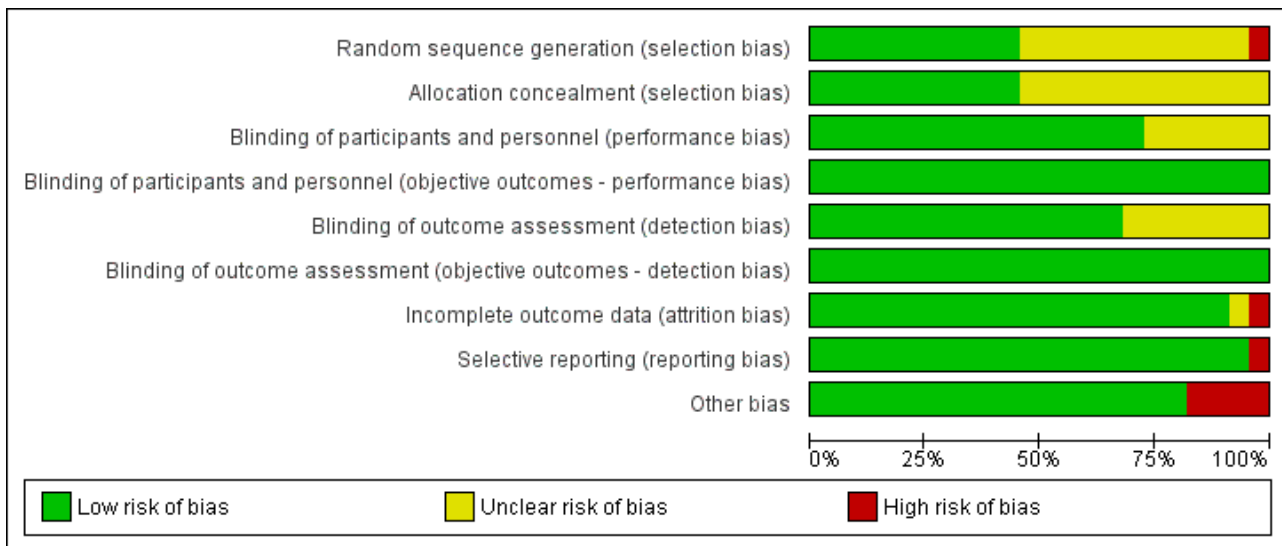 Random sequence generation (selection bias)
Allocation concealment (selection bias)
Blinding of participants and personnel (performance bias)
Blinding of participants and personnel (objective outcomes - performance bias)
Blinding of outcome assessment (detection bias)
Blinding of outcome assessment (objective outcomes - detection bias)
Incomplete outcome data (attrition bias)
Selective reporting (reporting bias)
Other bias
0% 25% 50% 75% 100%
Low risk of bias Unclear risk of bias High risk of bias